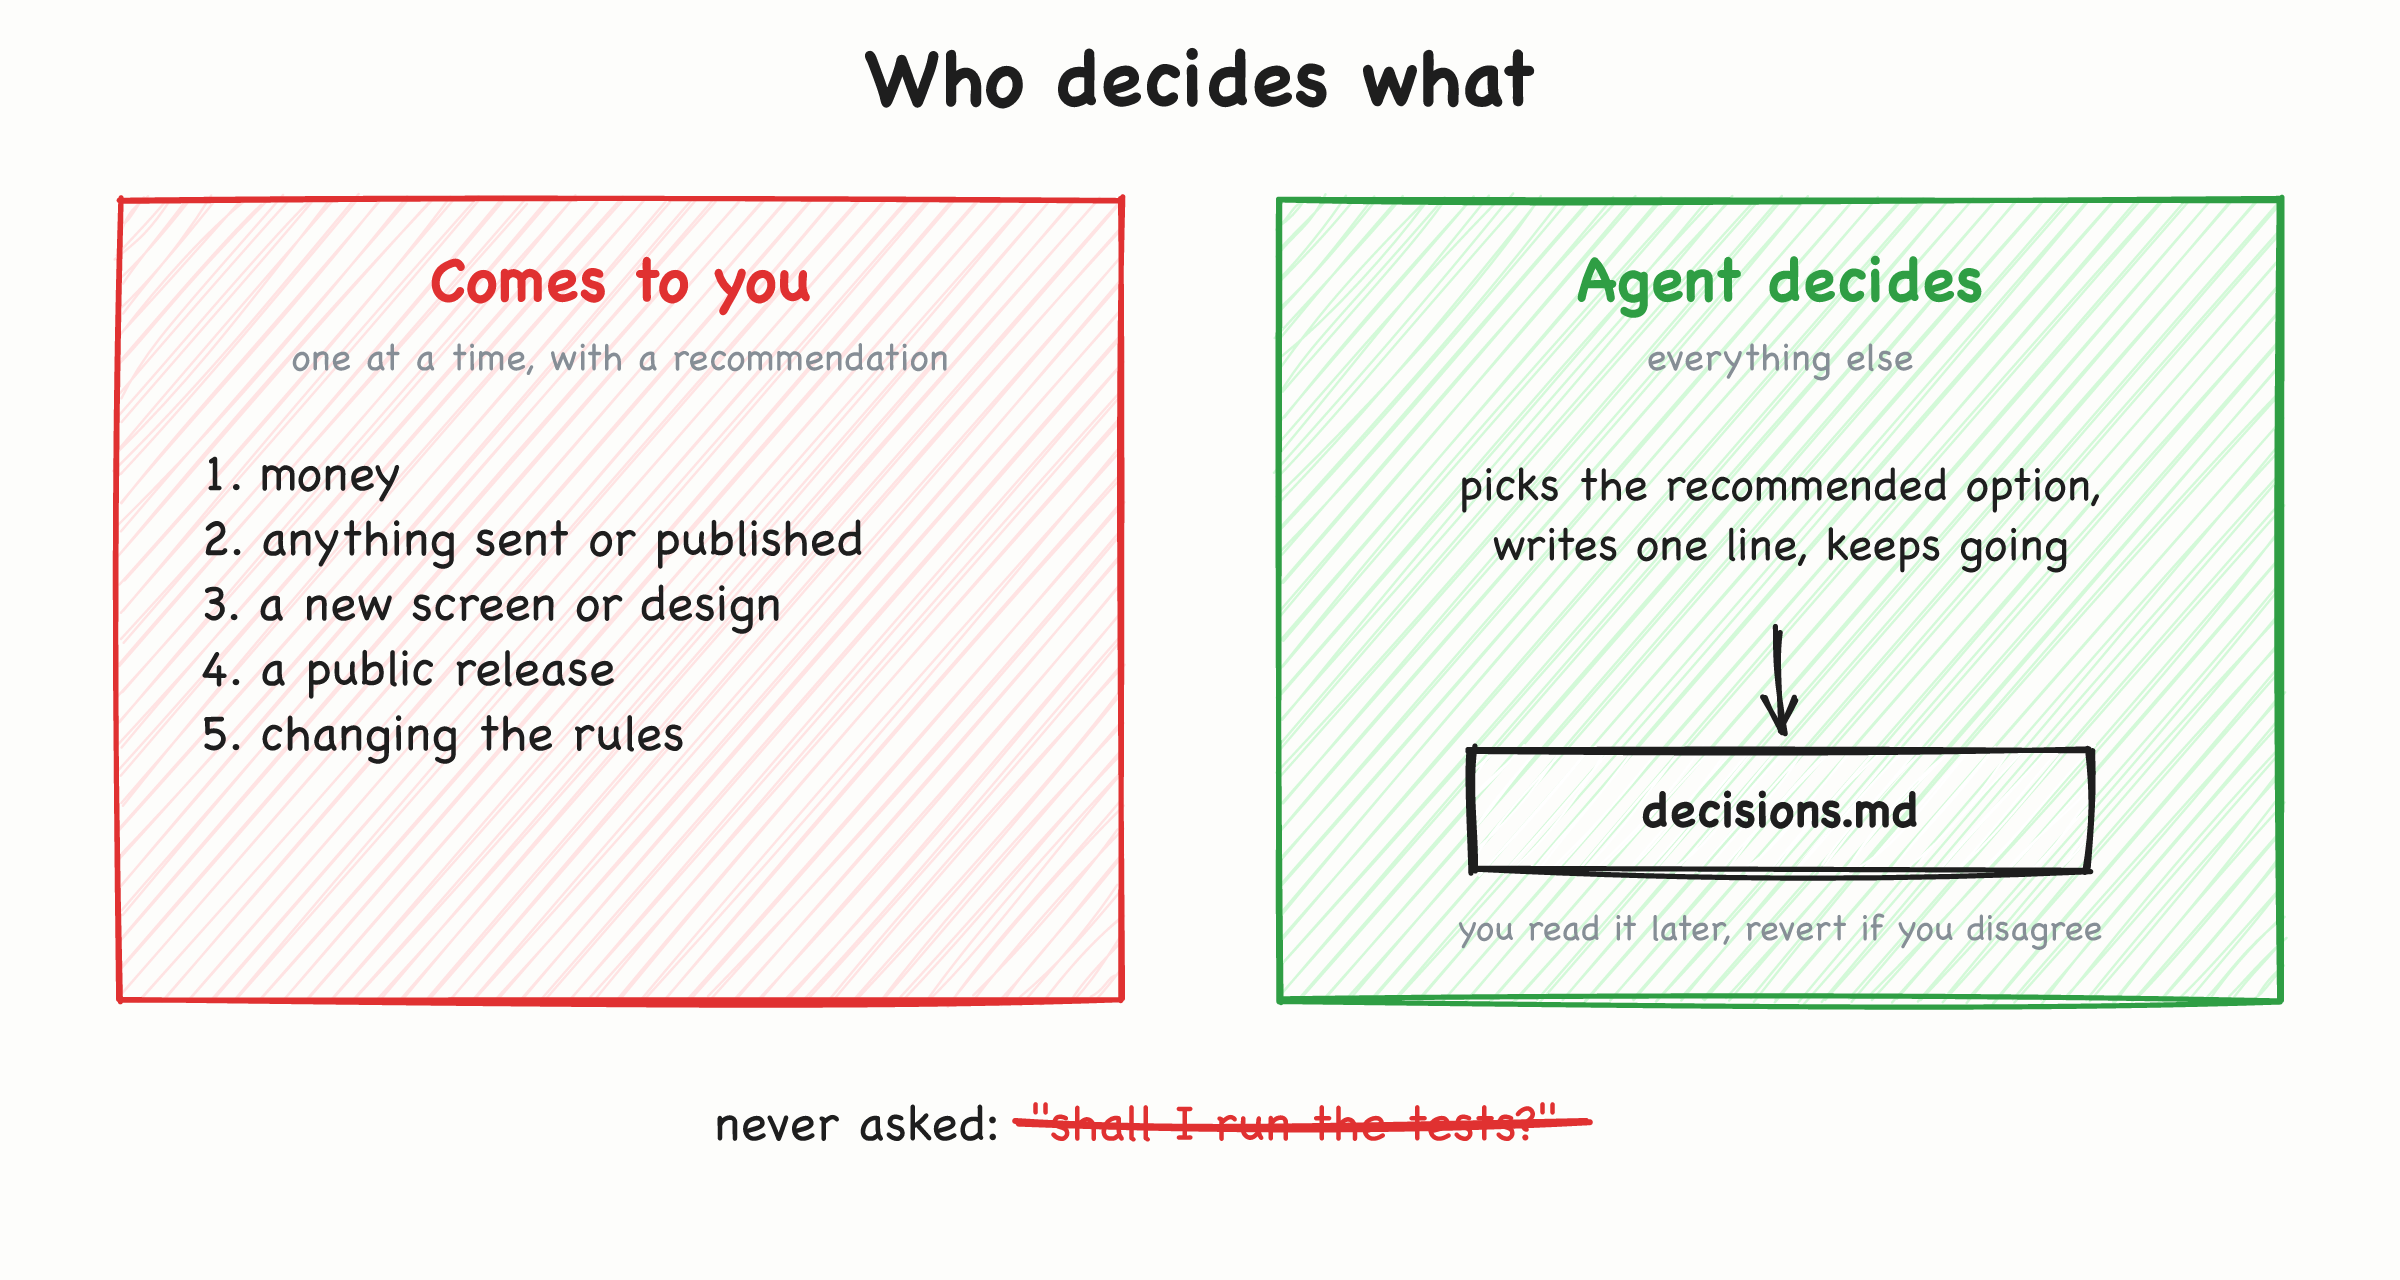 Who decides what
Comes to you
one at a time, with a recommendation
1. money
2. anything sent or published
3. a new screen or design
4. a public release
5. changing the rules
Agent decides
everything else
picks the recommended option,
writes one line, keeps going
decisions.md
you read it later, revert if you disagree
never asked: "shall I run the tests?"